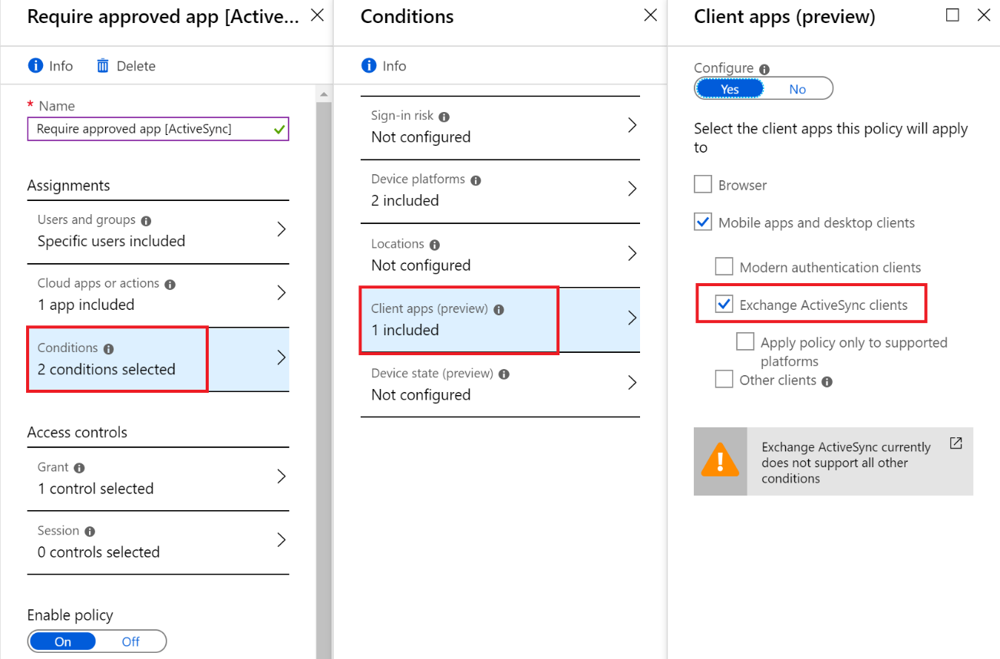 Require approved app [Active...
Info
Delete
* Name
Require approved app [ActiveSync]
Assignments
Users and groups
Specific users included
Cloud apps or actions
1 app included
Conditions
2 conditions selected
Access controls
Grant
1 control selected
Session
0 controls selected
Enable policy
On
Off
Conditions
Info
Sign-in risk
Not configured
Device platforms
2 included
Locations
Not configured
Client apps (preview)
1 included
Device state (preview)
Not configured
Client apps (preview)
Configure
Yes
No
Select the client apps this policy will apply
to
Browser
Mobile apps and desktop clients
Modern authentication clients
Exchange ActiveSync clients
Apply policy only to supported
platforms
Other clients
Exchange ActiveSync currently
does not support all other
conditions